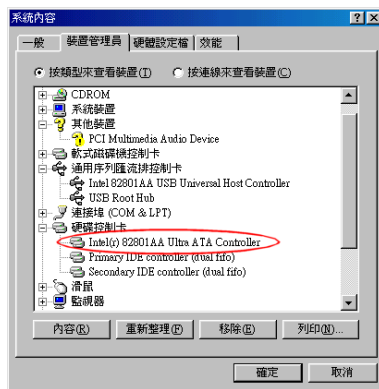 系統內容
一般
裝置管理員
硬體設定檔
效能
按類型來查看裝置(T)
按連線來查看裝置(C)
CDROM
系統裝置
其他裝置
PCI Multimedia Audio Device
軟式磁碟機控制卡
通用序列匯流排控制卡
Intel 82801AA USB Universal Host Controller
USB Root Hub
連接埠 (COM & LPT)
硬碟控制卡
Intel(r) 82801AA Ultra ATA Controller
Primary IDE controller (dual fifo)
Secondary IDE controller (dual fifo)
滑鼠
監視器
內容(R)
重新整理(F)
移除(E)
列印(N)...
確定
取消